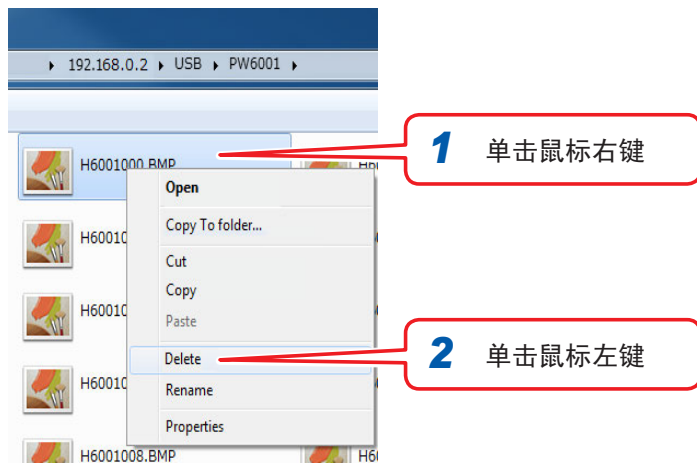 192.168.0.2 USB PW6001
H6001000.BMP
Open
Copy To folder...
Cut
Copy
Paste
Delete
Rename
Properties
H6001008.BMP
1 单击鼠标右键
2 单击鼠标左键